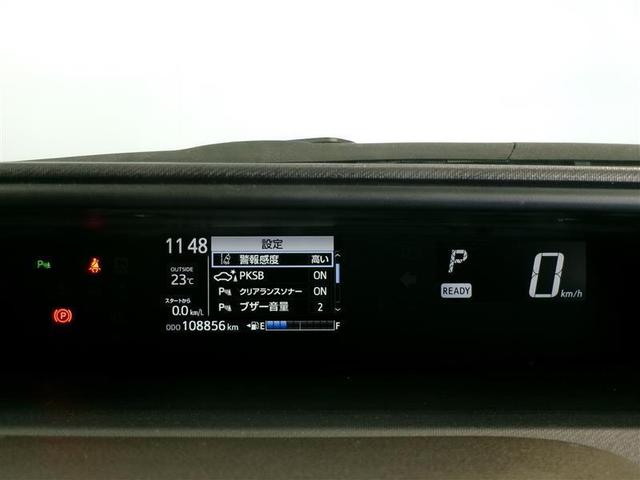 11 48
設定
警報感度 高い
OUTSIDE
23℃
PKSB ON
クリアランスソナー ON
スタートから
0.0 km/L
ブザー音量 2
ODO 108856 km
E F
P
READY
0 km/h
P
(P)